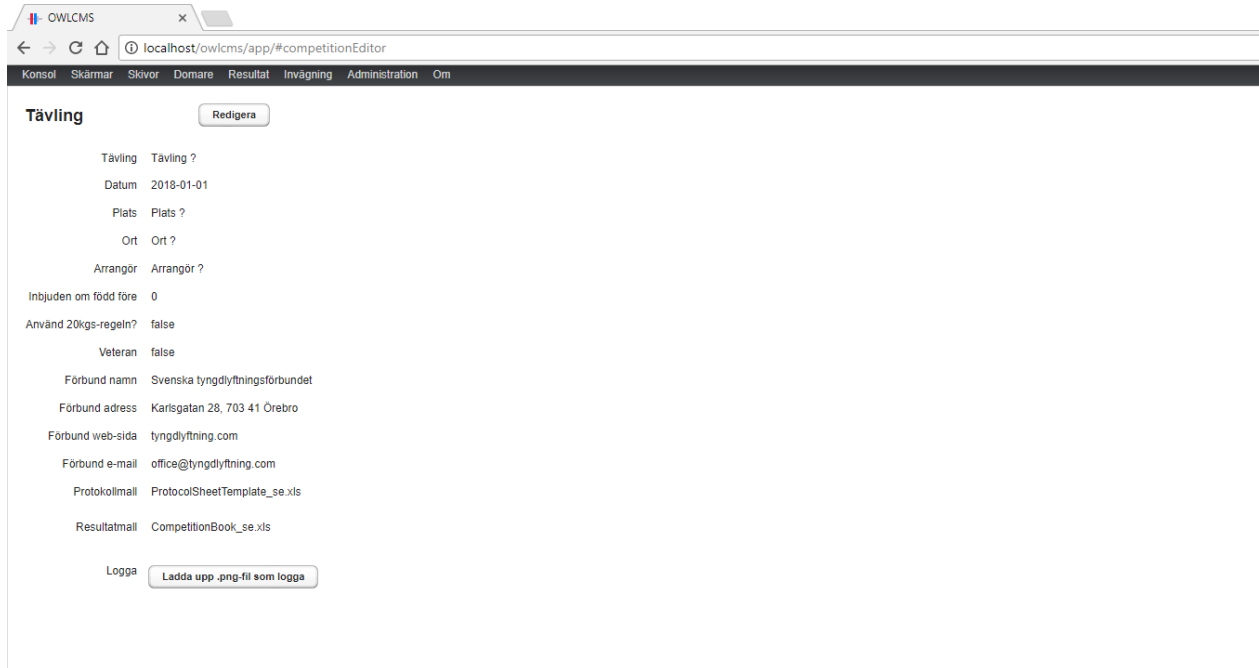 OWLCMS
localhost/owlcms/app/#competitionEditor
Konsol Skärmar Skivor Domare Resultat Invägning Administration Om
Tävling Redigera
Tävling Tävling ?
Datum 2018-01-01
Plats Plats ?
Ort Ort ?
Arrangör Arrangör ?
Inbjuden om född före 0
Använd 20kgs-regeln? false
Veteran false
Förbund namn Svenska tyngdlyftningsförbundet
Förbund adress Karlsgatan 28, 703 41 Örebro
Förbund web-sida tyngdlyftning.com
Förbund e-mail office@tyngdlyftning.com
Protokollmall ProtocolSheetTemplate_se.xls
Resultatmall CompetitionBook_se.xls
Logga Ladda upp .png-fil som logga